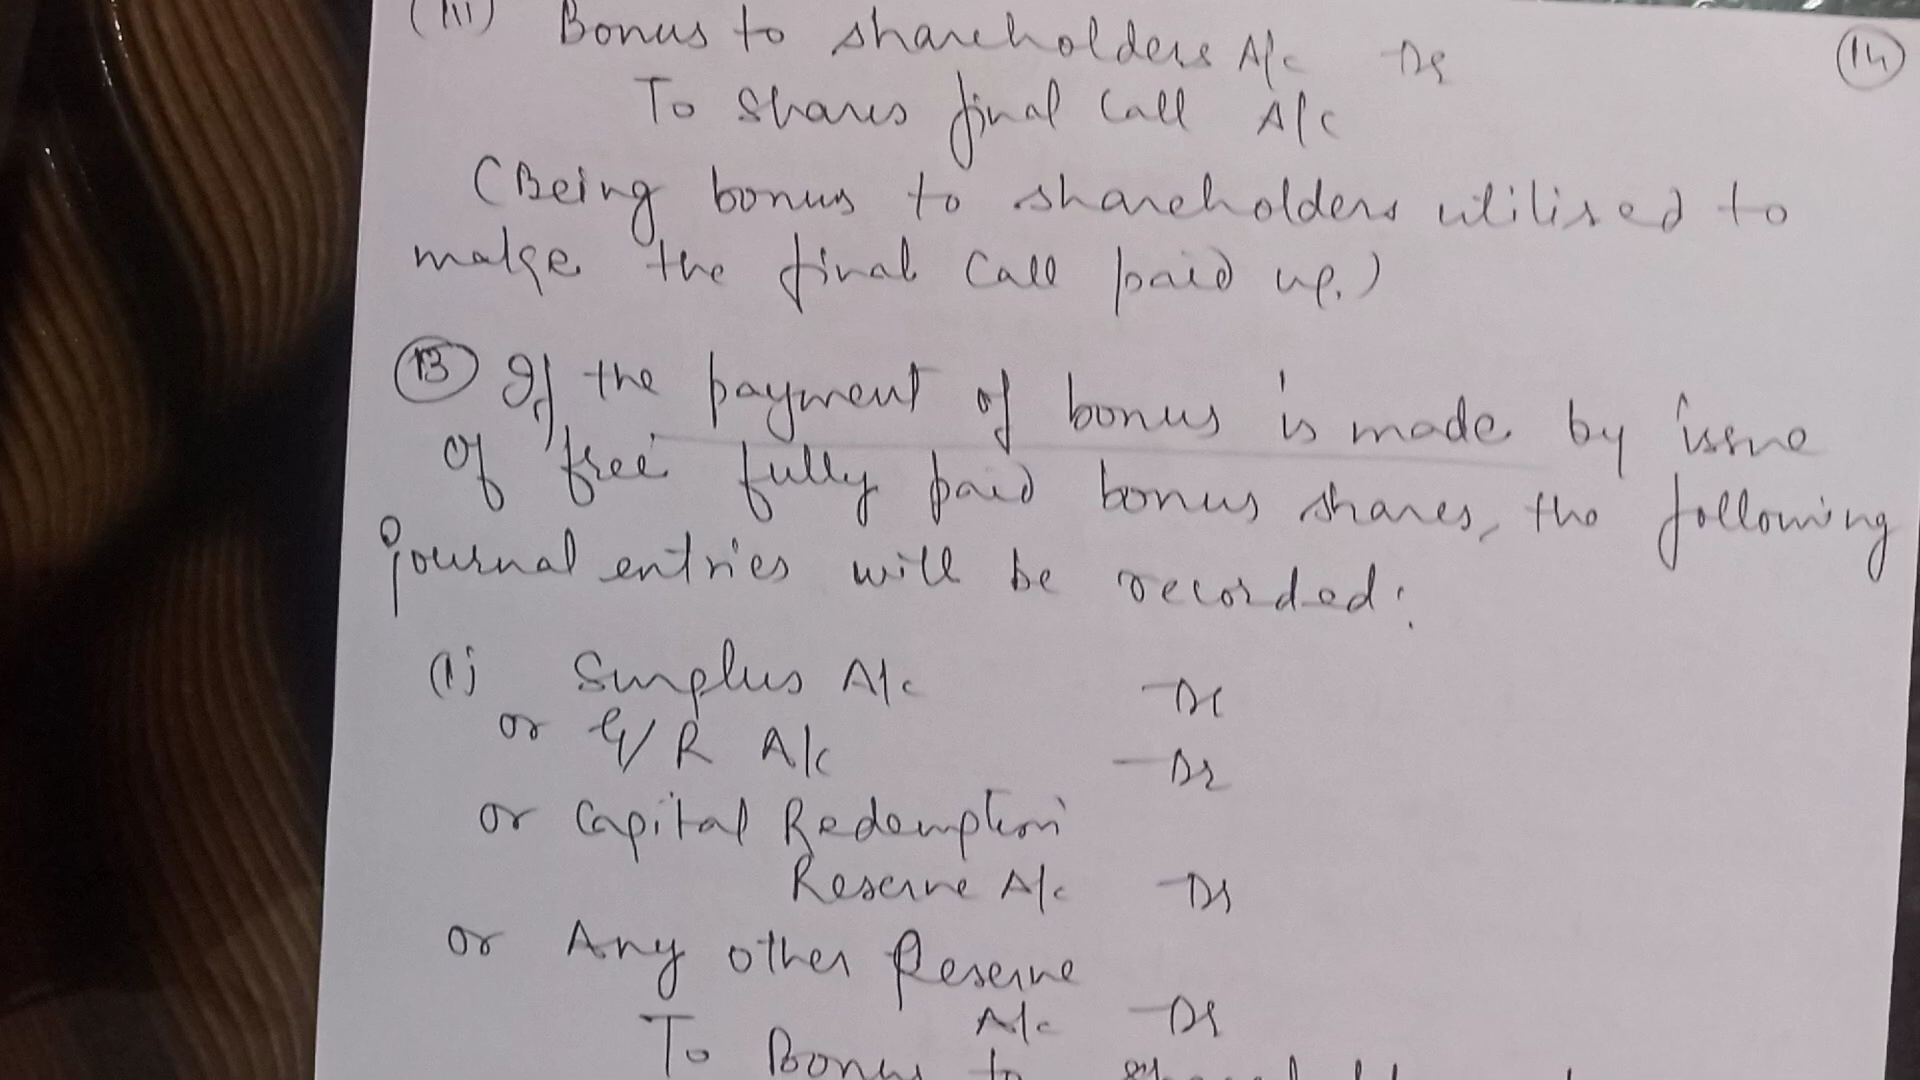 (iii) Bonus to shareholders A/c Dr
(14)
To Shares final Call A/c
(Being bonus to shareholders utilised to
make the final Call paid up.)
(B) If the payment of bonus is made by issue
of free fully paid bonus shares, the following
journal entries will be recorded:
(i) Surplus A/c Dr
or G/R A/c Dr
or Capital Redemption
Reserve A/c Dr
or Any other Reserve
A/c Dr
To Bonus to